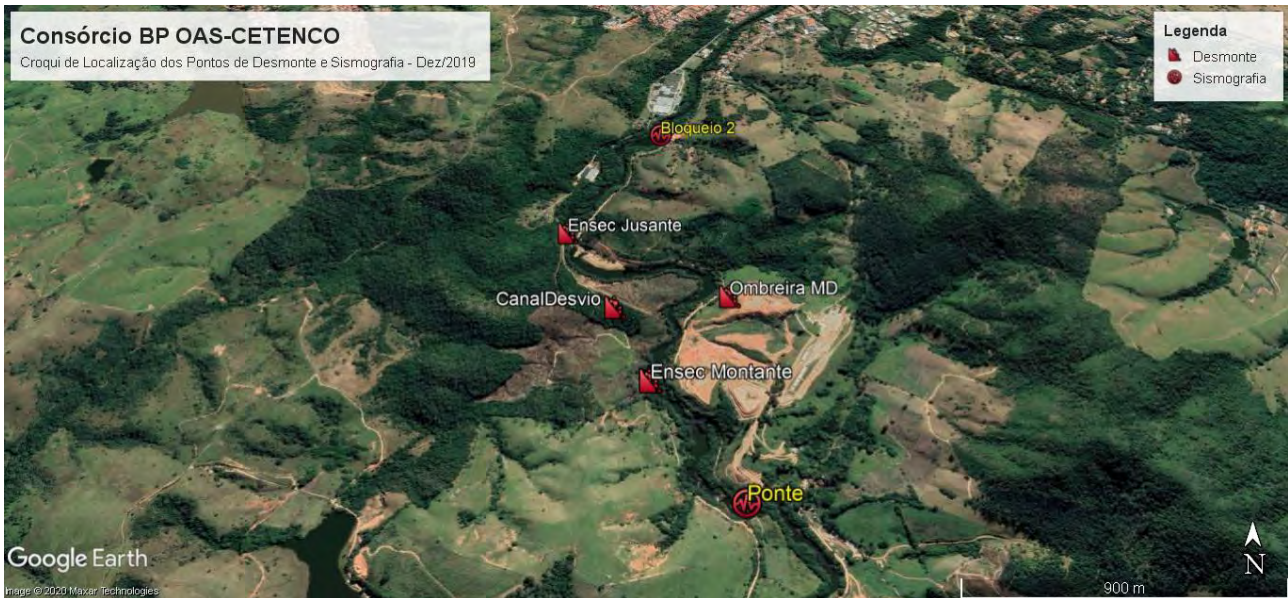 Consórcio BP OAS-CETENCO
Croqui de Localização dos Pontos de Desmonte e Sismografia - Dez/2019
Legenda
Desmonte
Sismografia
Bloqueio 2
Ensec Jusante
Ombreira MD
CanalDesvio
Ensec Montante
Ponte
Google Earth
Image © 2020 Maxar Technologies
900 m
N